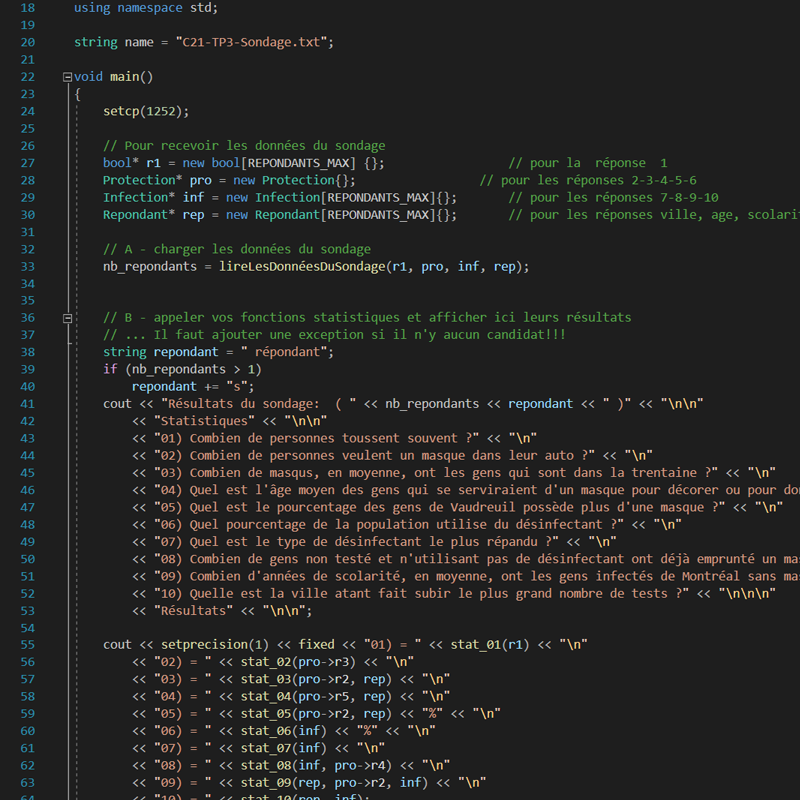 18 using namespace std;
19
20 string name = "C21-TP3-Sondage.txt";
21
22 void main()
23 {
24 setcp(1252);
25
26 // Pour recevoir les données du sondage
27 bool* r1 = new bool[REPONDANTS_MAX] {}; // pour la réponse 1
28 Protection* pro = new Protection{}; // pour les réponses 2-3-4-5-6
29 Infection* inf = new Infection[REPONDANTS_MAX]{}; // pour les réponses 7-8-9-10
30 Repondant* rep = new Repondant[REPONDANTS_MAX]{}; // pour les réponses ville, age, scolarit
31
32 // A - charger les données du sondage
33 nb_repondants = lireLesDonnéesDuSondage(r1, pro, inf, rep);
34
35
36 // B - appeler vos fonctions statistiques et afficher ici leurs résultats
37 // ... Il faut ajouter une exception si il n'y aucun candidat!!!
38 string repondant = " répondant";
39 if (nb_repondants > 1)
40 repondant += "s";
41 cout << "Résultats du sondage: ( " << nb_repondants << repondant << " )" << "\n\n"
42 << "Statistiques" << "\n\n"
43 << "01) Combien de personnes toussent souvent ?" << "\n"
44 << "02) Combien de personnes veulent un masque dans leur auto ?" << "\n"
45 << "03) Combien de masqus, en moyenne, ont les gens qui sont dans la trentaine ?" << "\n"
46 << "04) Quel est l'âge moyen des gens qui se serviraient d'un masque pour décorer ou pour don
47 << "05) Quel est le pourcentage des gens de Vaudreuil possède plus d'une masque ?" << "\n"
48 << "06) Quel pourcentage de la population utilise du désinfectant ?" << "\n"
49 << "07) Quel est le type de désinfectant le plus répandu ?" << "\n"
50 << "08) Combien de gens non testé et n'utilisant pas de désinfectant ont déjà emprunté un mas
51 << "09) Combien d'années de scolarité, en moyenne, ont les gens infectés de Montréal sans mas
52 << "10) Quelle est la ville atant fait subir le plus grand nombre de tests ?" << "\n\n\n"
53 << "Résultats" << "\n\n";
54
55 cout << setprecision(1) << fixed << "01) = " << stat_01(r1) << "\n"
56 << "02) = " << stat_02(pro->r3) << "\n"
57 << "03) = " << stat_03(pro->r2, rep) << "\n"
58 << "04) = " << stat_04(pro->r5, rep) << "\n"
59 << "05) = " << stat_05(pro->r2, rep) << "%" << "\n"
60 << "06) = " << stat_06(inf) << "%" << "\n"
61 << "07) = " << stat_07(inf) << "\n"
62 << "08) = " << stat_08(inf, pro->r4) << "\n"
63 << "09) = " << stat_09(rep, pro->r2, inf) << "\n"
64 << "10) = " << stat_10(rep, inf);